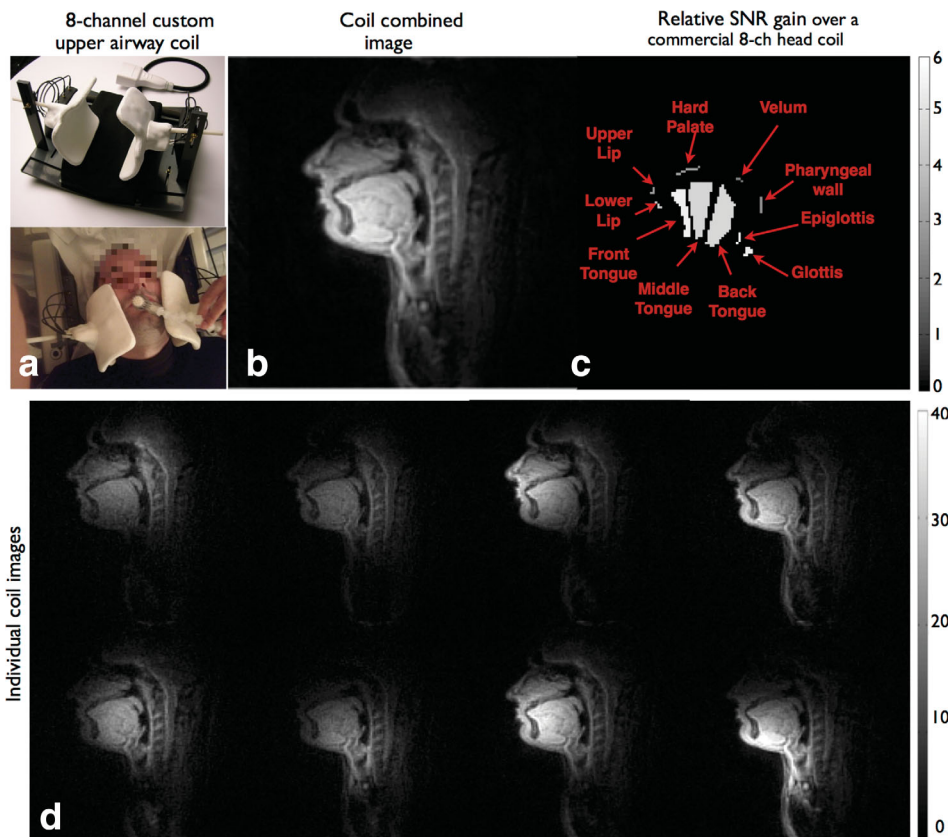 8-channel custom
upper airway coil
Coil combined
image
Relative SNR gain over a
commercial 8-ch head coil
a
b
c
Upper
Lip
Hard
Palate
Velum
Pharyngeal
wall
Lower
Lip
Epiglottis
Front
Tongue
Middle
Tongue
Back
Tongue
Glottis
6
5
4
3
2
1
0
Individual coil images
d
40
30
20
10
0